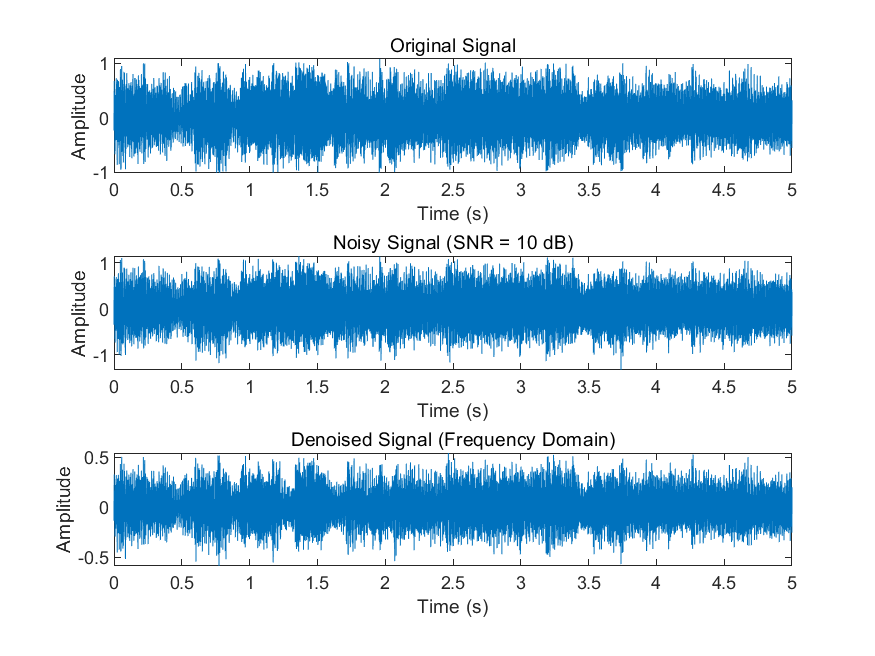 Original Signal
Amplitude
1
0
-1
0 0.5 1 1.5 2 2.5 3 3.5 4 4.5 5
Time (s)
Noisy Signal (SNR = 10 dB)
Amplitude
1
0
-1
0 0.5 1 1.5 2 2.5 3 3.5 4 4.5 5
Time (s)
Denoised Signal (Frequency Domain)
Amplitude
0.5
0
-0.5
0 0.5 1 1.5 2 2.5 3 3.5 4 4.5 5
Time (s)